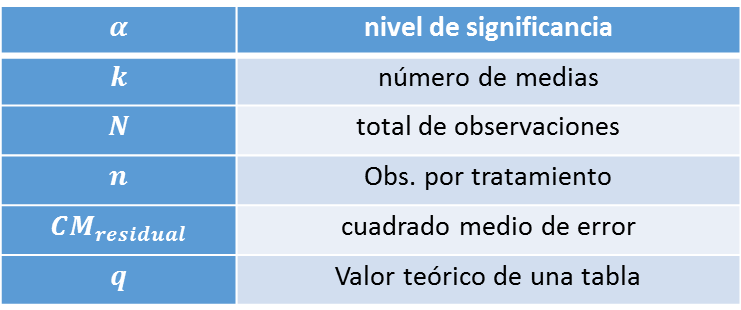 α nivel de significancia
k número de medias
N total de observaciones
n Obs. por tratamiento
CM_residual cuadrado medio de error
q Valor teórico de una tabla